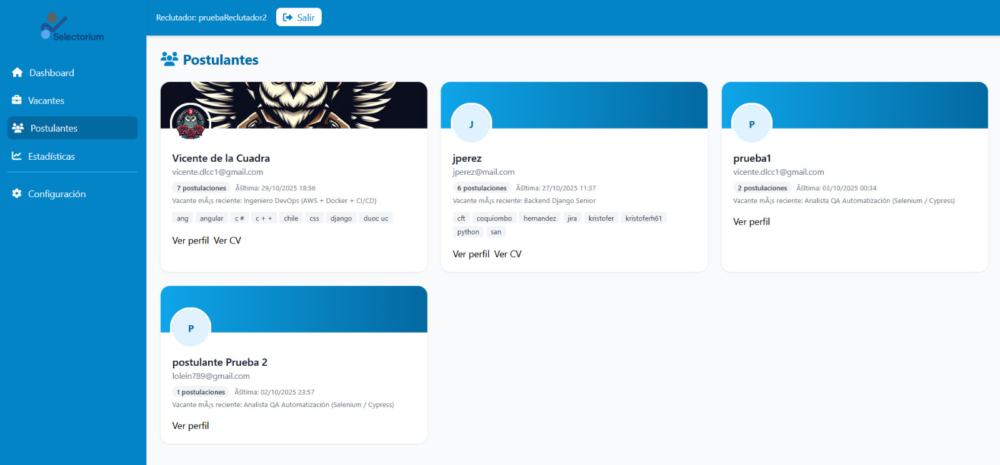 Selectorium
Dashboard
Vacantes
Postulantes
Estadísticas
Configuración
Reclutador: pruebaReclutador2
Salir
Postulantes
3
Vicente de la Cuadra
vicente.dlcc1@gmail.com
7 postulaciones Ãšltima: 29/10/2025 18:56
Vacante mÃ¡s reciente: Ingeniero DevOps (AWS + Docker + CI/CD)
ang angular c # c + + chile css django duoc uc
Ver perfil Ver CV
J
jperez
jperez@mail.com
6 postulaciones Ãšltima: 27/10/2025 11:37
Vacante mÃ¡s reciente: Backend Django Senior
cft coquiombo hernandez jira kristofer kristoferh61
python san
Ver perfil Ver CV
P
prueba1
vicente.dlcc1@gmail.com
2 postulaciones Ãšltima: 03/10/2025 00:34
Vacante mÃ¡s reciente: Analista QA Automatización (Selenium / Cypress)
Ver perfil
P
postulante Prueba 2
lolein789@gmail.com
1 postulaciones Ãšltima: 02/10/2025 23:57
Vacante mÃ¡s reciente: Analista QA Automatización (Selenium / Cypress)
Ver perfil